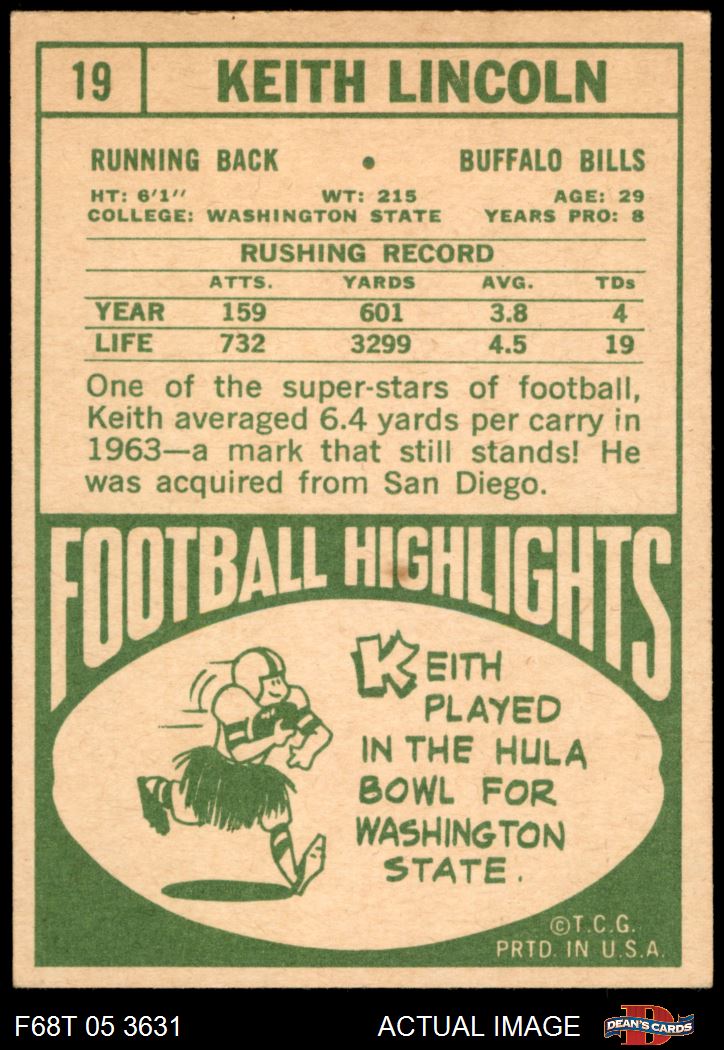 19 KEITH LINCOLN
RUNNING BACK • BUFFALO BILLS
HT: 6'1" WT: 215 AGE: 29
COLLEGE: WASHINGTON STATE YEARS PRO: 8
RUSHING RECORD
ATTS. YARDS AVG. TDs
YEAR 159 601 3.8 4
LIFE 732 3299 4.5 19
One of the super-stars of football,
Keith averaged 6.4 yards per carry in
1963—a mark that still stands! He
was acquired from San Diego.
FOOTBALL HIGHLIGHTS
KEITH
PLAYED
IN THE HULA
BOWL FOR
WASHINGTON
STATE.
©T.C.G.
PRTD. IN U.S.A.
F68T 05 3631 ACTUAL IMAGE D DEAN'S CARDS